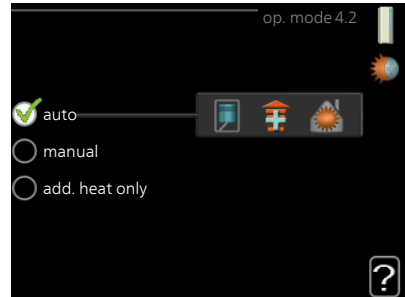 op. mode 4.2
auto
manual
add. heat only
?